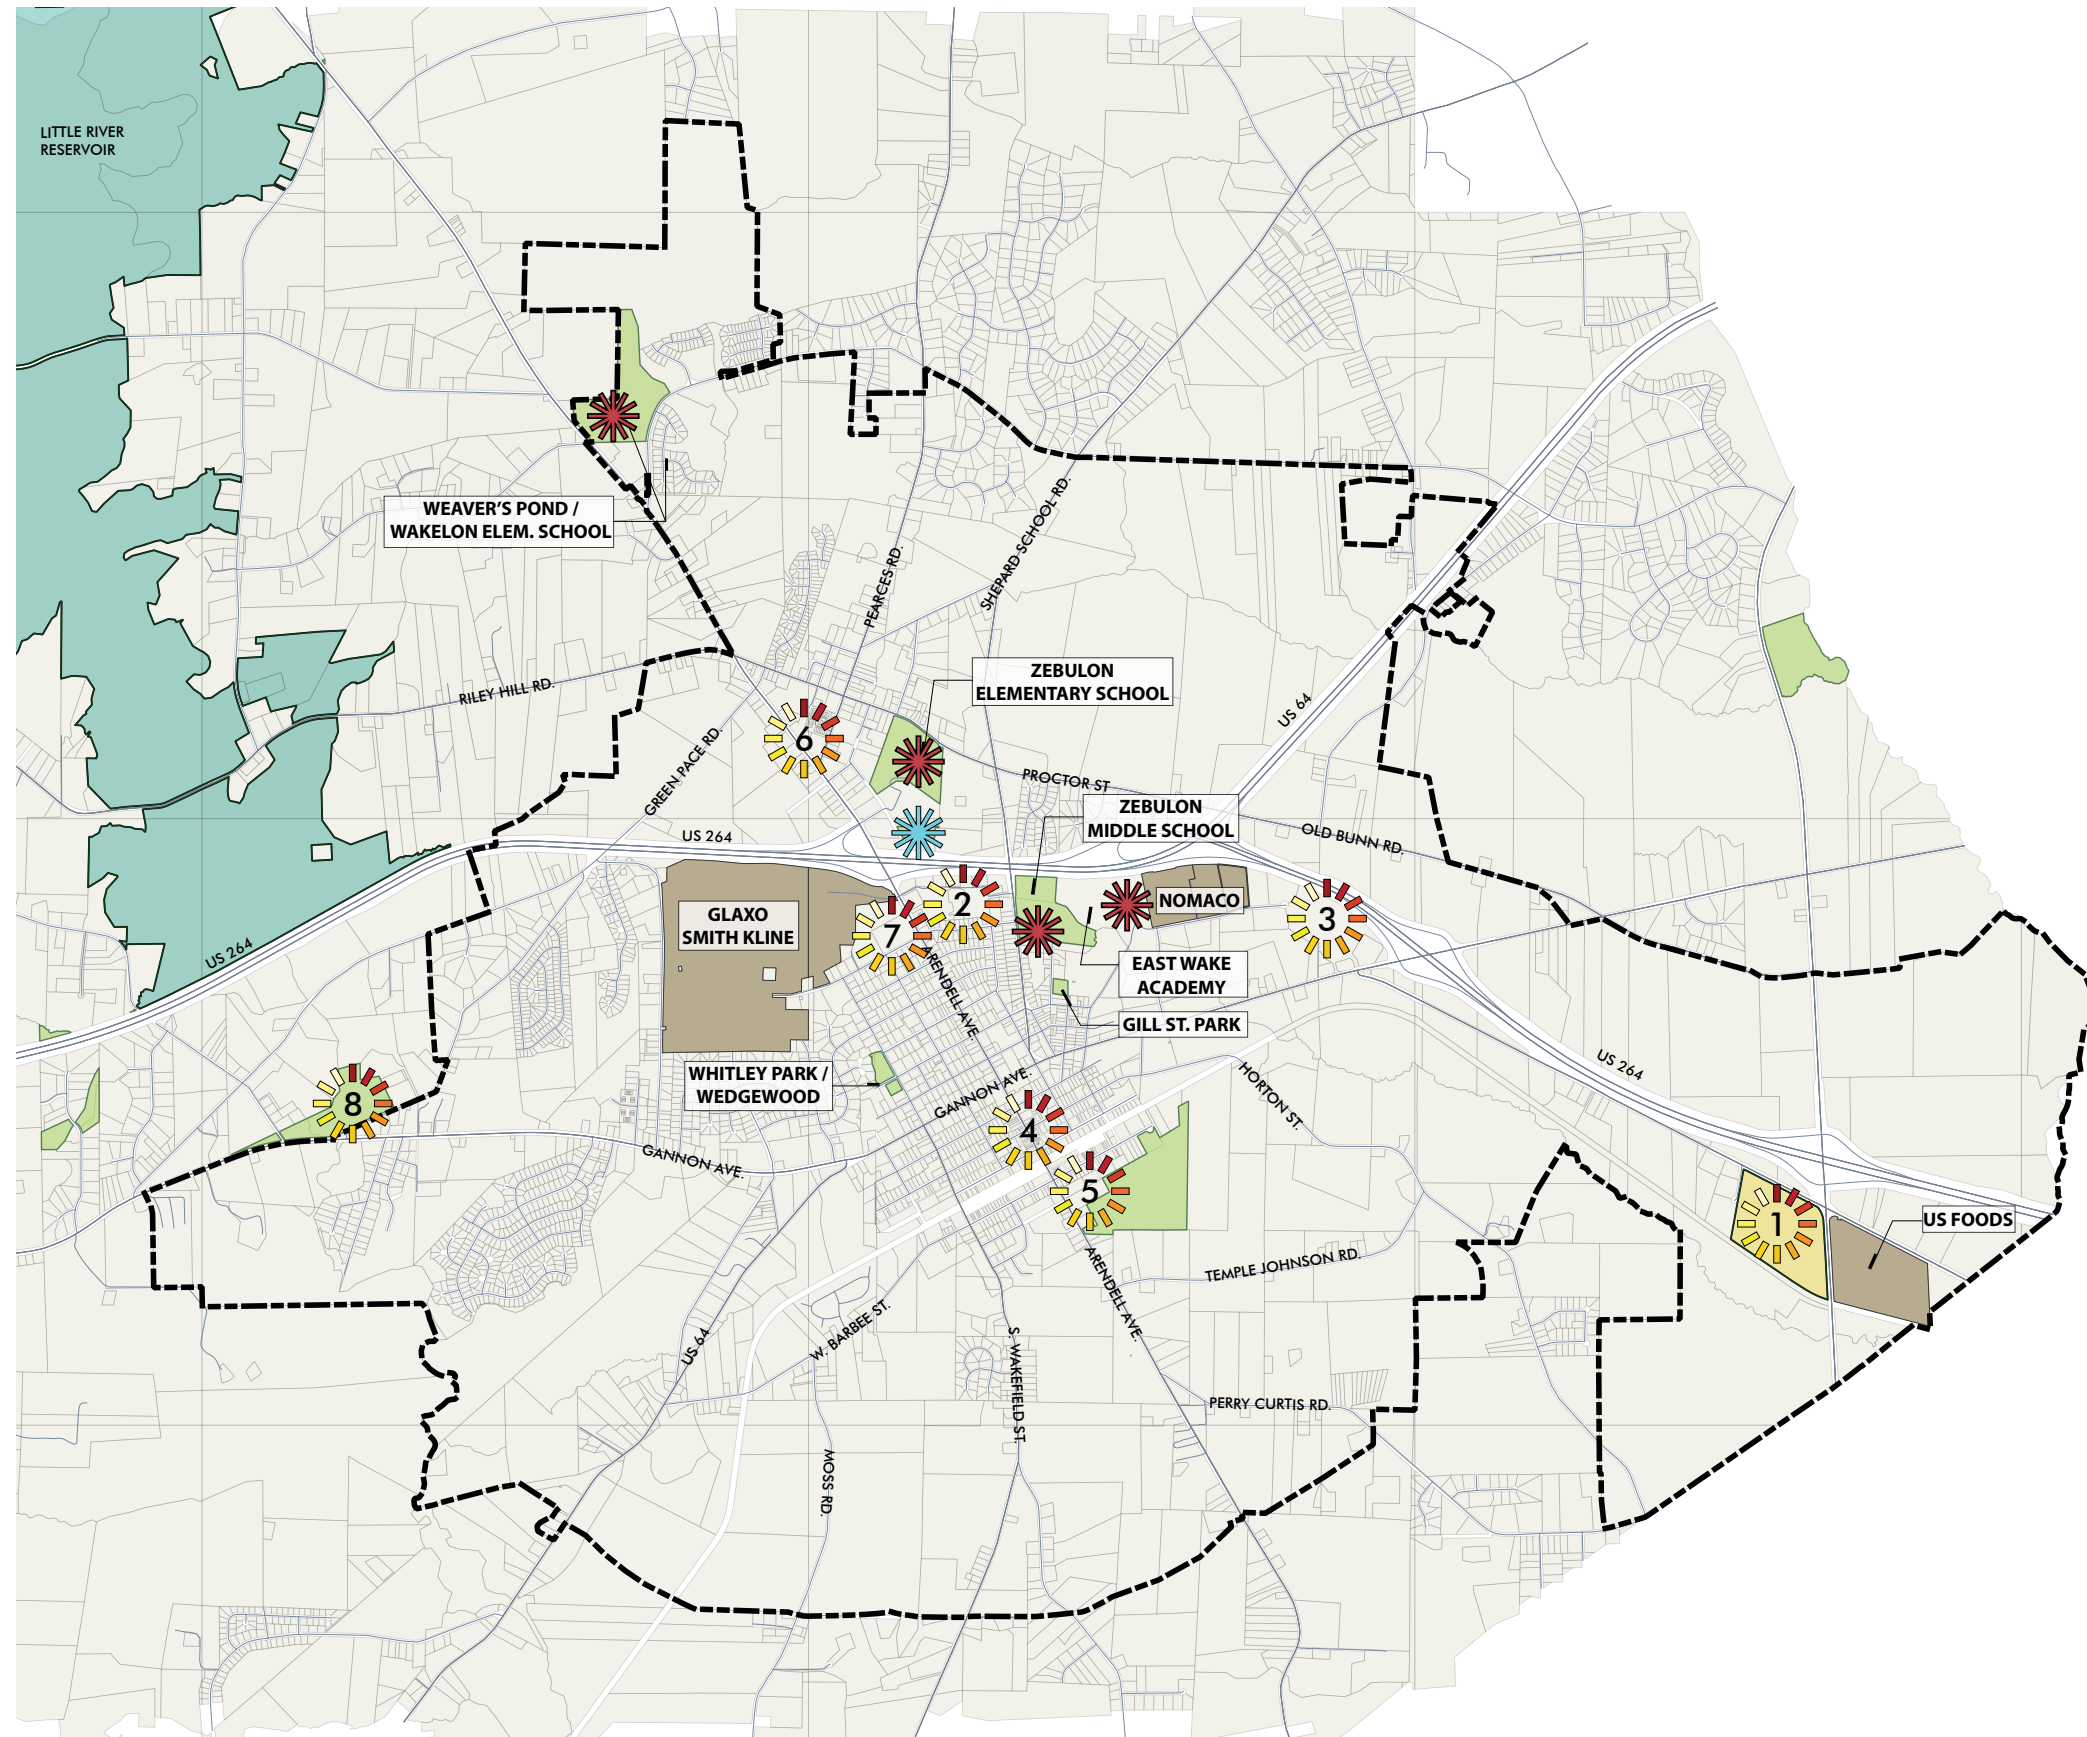 LITTLE RIVER
RESERVOIR
WEAVER'S POND /
WAKELON ELEM. SCHOOL
PEARCES RD.
SHEPARD SCHOOL RD.
ZEBULON
ELEMENTARY SCHOOL
RILEY HILL RD.
US 64
GREEN PACE RD.
6
PROCTOR ST
ZEBULON
MIDDLE SCHOOL
US 264
OLD BUNN RD.
GLAXO
SMITH KLINE
2
NOMACO
3
7
US 264
ARENDELL AVE.
EAST WAKE
ACADEMY
GILL ST. PARK
WHITLEY PARK /
WEDGEWOOD
GANNON AVE.
HORTON ST.
US 264
8
4
GANNON AVE.
5
1
US FOODS
TEMPLE JOHNSON RD.
ARENDELL AVE.
W. BARBEE ST.
US 64
S. WAKEFIELD ST.
PERRY CURTIS RD.
MOSS RD.